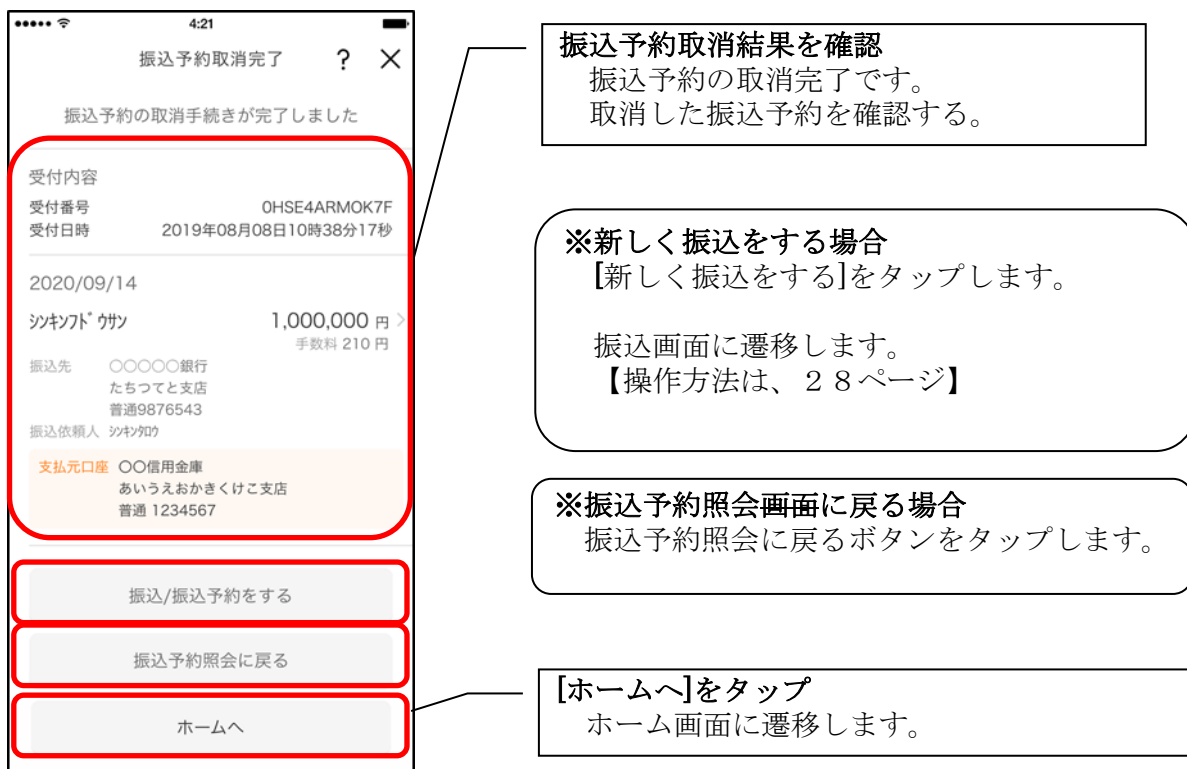 4:21
振込予約取消完了 ? ×
振込予約の取消手続きが完了しました
受付内容
受付番号 0HSE4ARMOK7F
受付日時 2019年08月08日10時38分17秒
2020/09/14
ｼﾝｷﾝﾌﾄﾞｳｻﾝ 1,000,000 円 >
手数料 210 円
振込先 ○○○○○銀行
たちつてと支店
普通9876543
振込依頼人 ｼﾝｷﾝﾀﾛｳ
支払元口座 ○○信用金庫
あいうえおかきくけこ支店
普通 1234567
振込/振込予約をする
振込予約照会に戻る
ホームへ
振込予約取消結果を確認
振込予約の取消完了です。
取消した振込予約を確認する。
※新しく振込をする場合
[新しく振込をする]をタップします。
振込画面に遷移します。
【操作方法は、２８ページ】
※振込予約照会画面に戻る場合
振込予約照会に戻るボタンをタップします。
[ホームへ]をタップ
ホーム画面に遷移します。